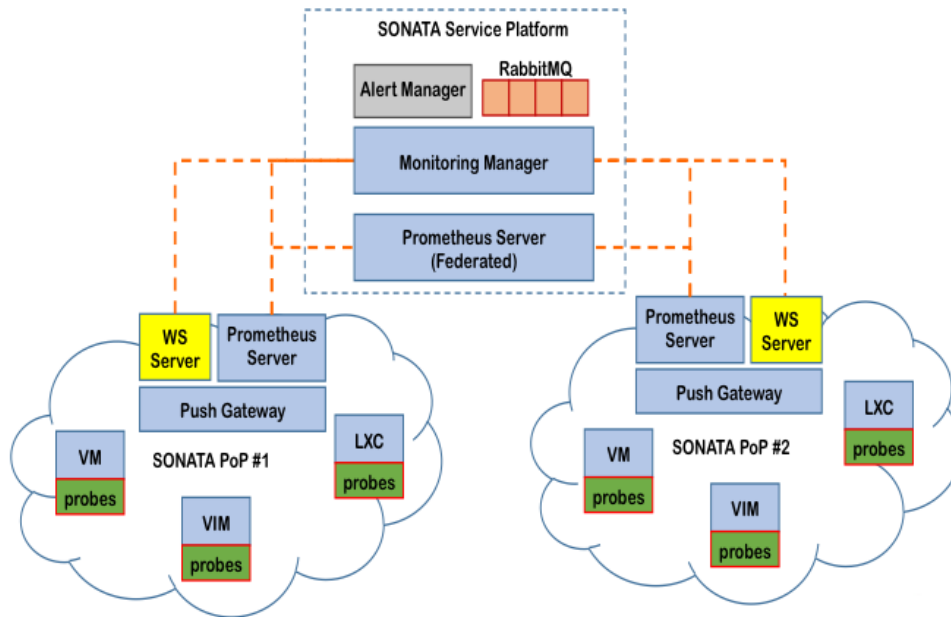 SONATA Service Platform
Alert Manager
RabbitMQ
Monitoring Manager
Prometheus Server
(Federated)
WS
Server
Prometheus
Server
Push Gateway
VM
probes
SONATA PoP #1
LXC
probes
VIM
probes
Prometheus
Server
WS
Server
Push Gateway
LXC
probes
VM
probes
SONATA PoP #2
VIM
probes